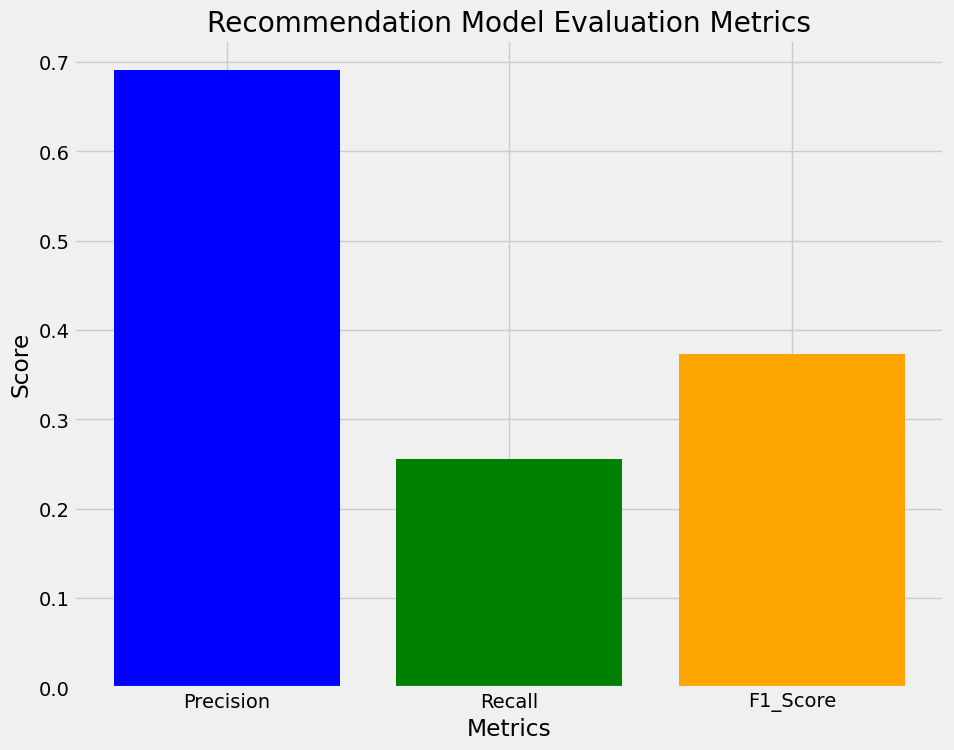 Recommendation Model Evaluation Metrics
0.7
0.6
0.5
0.4
0.3
0.2
0.1
0.0
Score
Precision Recall F1_Score
Metrics